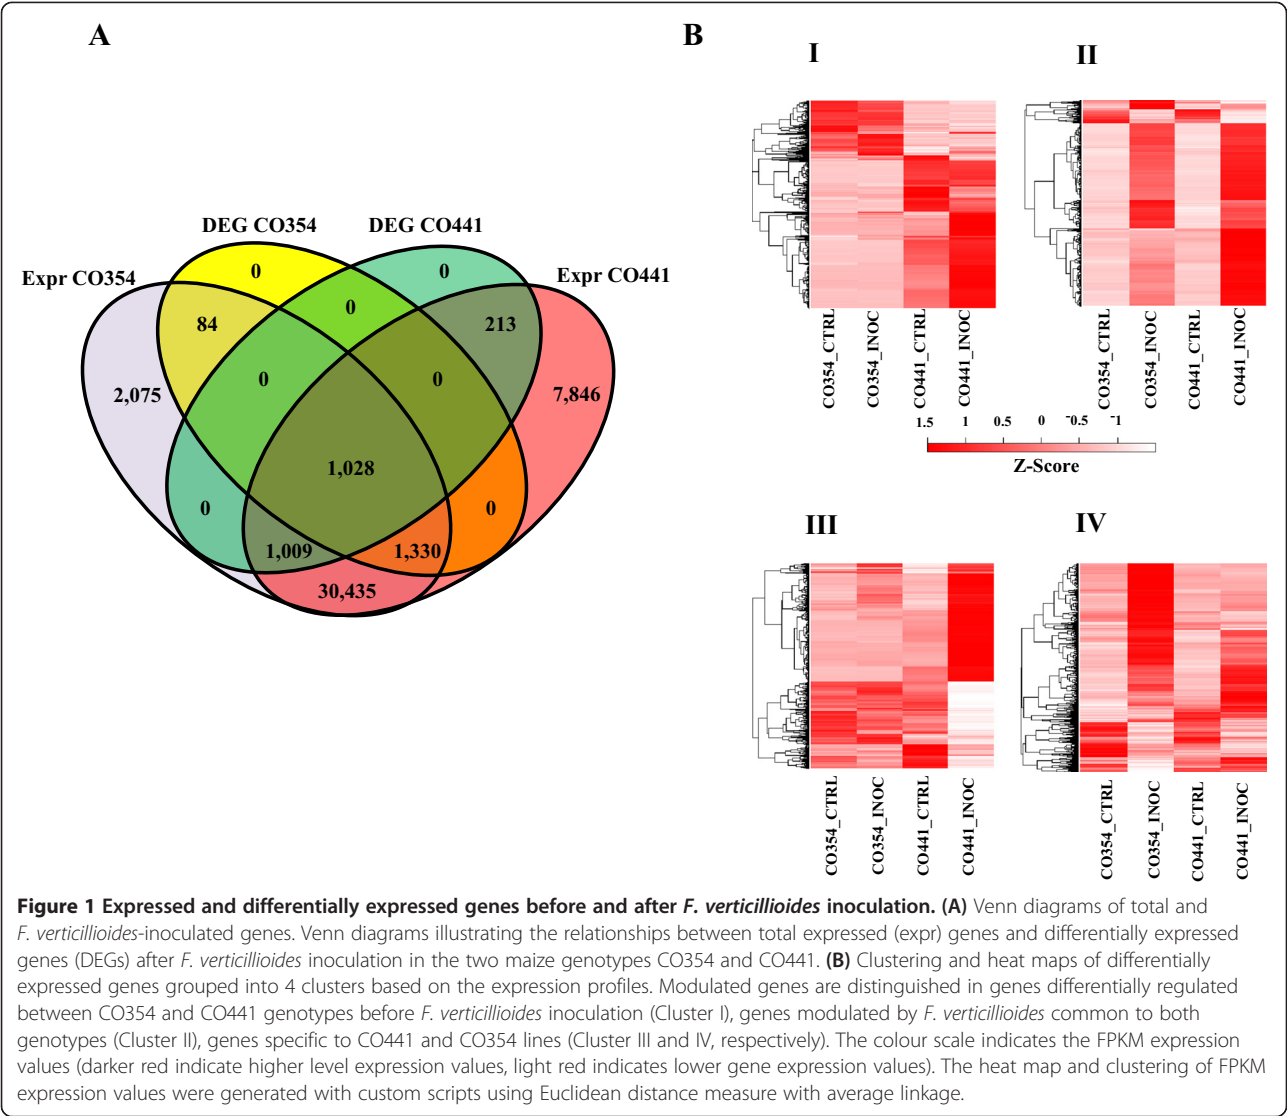 A
DEG CO354
DEG CO441
Expr CO354
Expr CO441
0
0
0
84
213
0
0
2,075
7,846
1,028
0
0
1,009
1,330
30,435
B
I
II
CO354_CTRL
CO354_INOC
CO441_CTRL
CO441_INOC
CO354_CTRL
CO354_INOC
CO441_CTRL
CO441_INOC
1.5 1 0.5 0 -0.5 -1
Z-Score
III
IV
CO354_CTRL
CO354_INOC
CO441_CTRL
CO441_INOC
CO354_CTRL
CO354_INOC
CO441_CTRL
CO441_INOC
Figure 1 Expressed and differentially expressed genes before and after F. verticillioides inoculation. (A) Venn diagrams of total and
F. verticillioides-inoculated genes. Venn diagrams illustrating the relationships between total expressed (expr) genes and differentially expressed
genes (DEGs) after F. verticillioides inoculation in the two maize genotypes CO354 and CO441. (B) Clustering and heat maps of differentially
expressed genes grouped into 4 clusters based on the expression profiles. Modulated genes are distinguished in genes differentially regulated
between CO354 and CO441 genotypes before F. verticillioides inoculation (Cluster I), genes modulated by F. verticillioides common to both
genotypes (Cluster II), genes specific to CO441 and CO354 lines (Cluster III and IV, respectively). The colour scale indicates the FPKM expression
values (darker red indicate higher level expression values, light red indicates lower gene expression values). The heat map and clustering of FPKM
expression values were generated with custom scripts using Euclidean distance measure with average linkage.